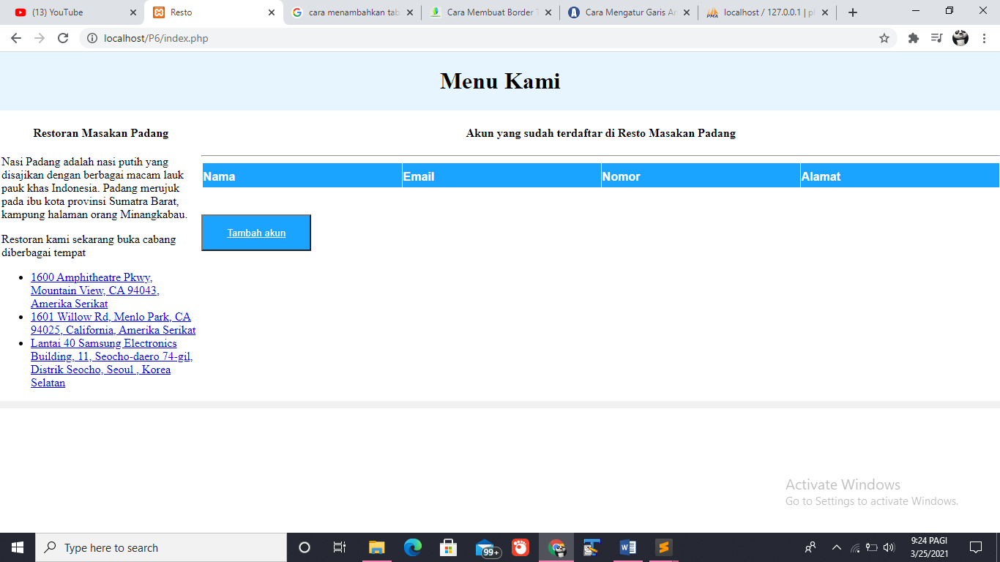 (13) YouTube
Resto
cara menambahkan tab
Cara Membuat Border T
Cara Mengatur Garis Ar
localhost / 127.0.0.1 | pl
localhost/P6/index.php
Menu Kami
Restoran Masakan Padang
Akun yang sudah terdaftar di Resto Masakan Padang
Nasi Padang adalah nasi putih yang
disajikan dengan berbagai macam lauk
pauk khas Indonesia. Padang merujuk
pada ibu kota provinsi Sumatra Barat,
kampung halaman orang Minangkabau.
Nama Email Nomor Alamat
Tambah akun
Restoran kami sekarang buka cabang
diberbagai tempat
1600 Amphitheatre Pkwy,
Mountain View, CA 94043,
Amerika Serikat
1601 Willow Rd, Menlo Park, CA
94025, California, Amerika Serikat
Lantai 40 Samsung Electronics
Building, 11, Seocho-daero 74-gil,
Distrik Seocho, Seoul , Korea
Selatan
Activate Windows
Go to Settings to activate Windows.
Type here to search
99+
9:24 PAGI
3/25/2021